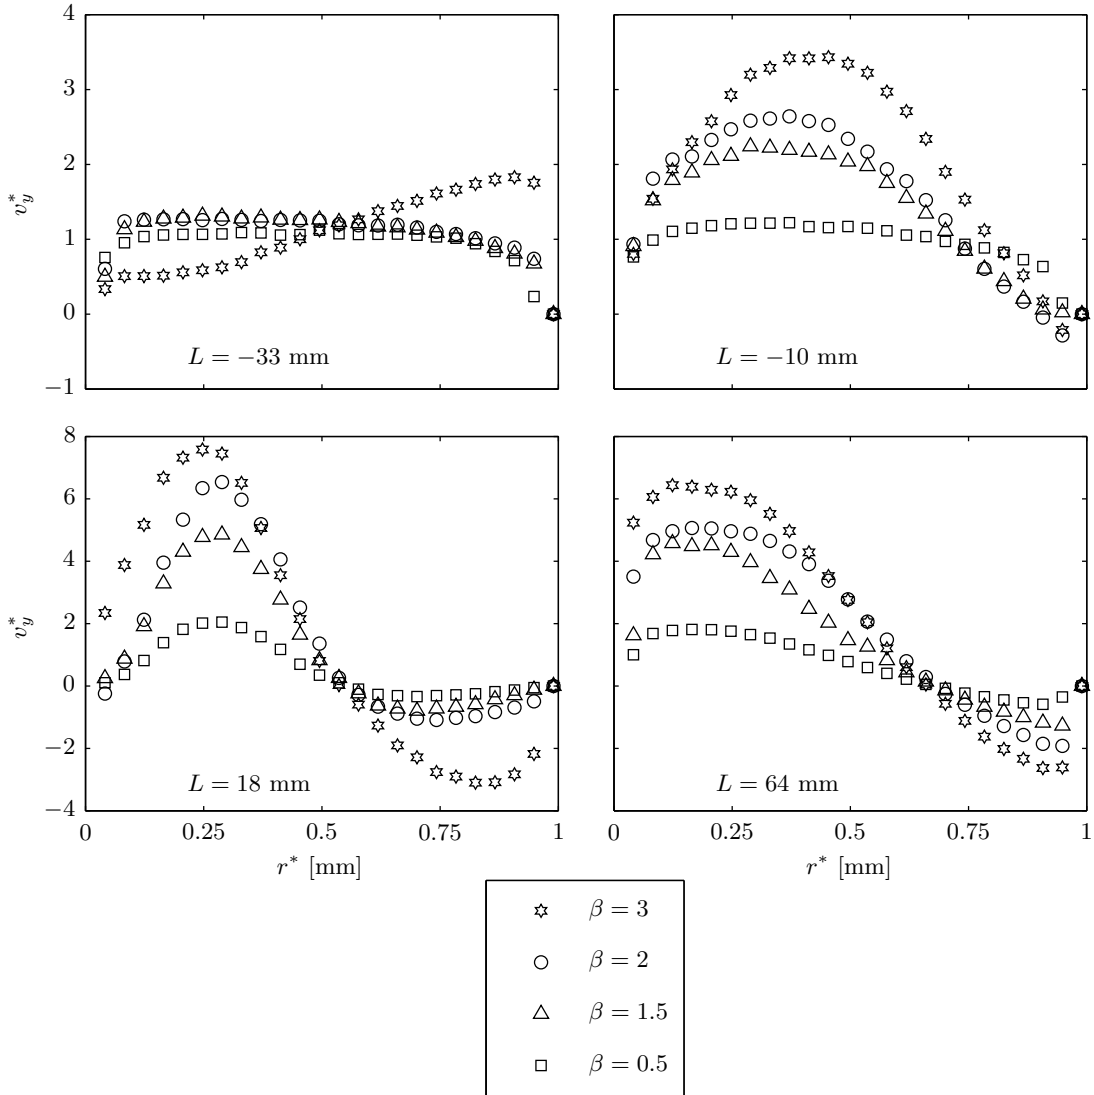 4
3
2
1
0
−1
v*y
L = −33 mm
L = −10 mm
8
6
4
2
0
−2
−4
v*y
L = 18 mm
L = 64 mm
0 0.25 0.5 0.75 1
0 0.25 0.5 0.75 1
r* [mm]
r* [mm]
β = 3
β = 2
β = 1.5
β = 0.5